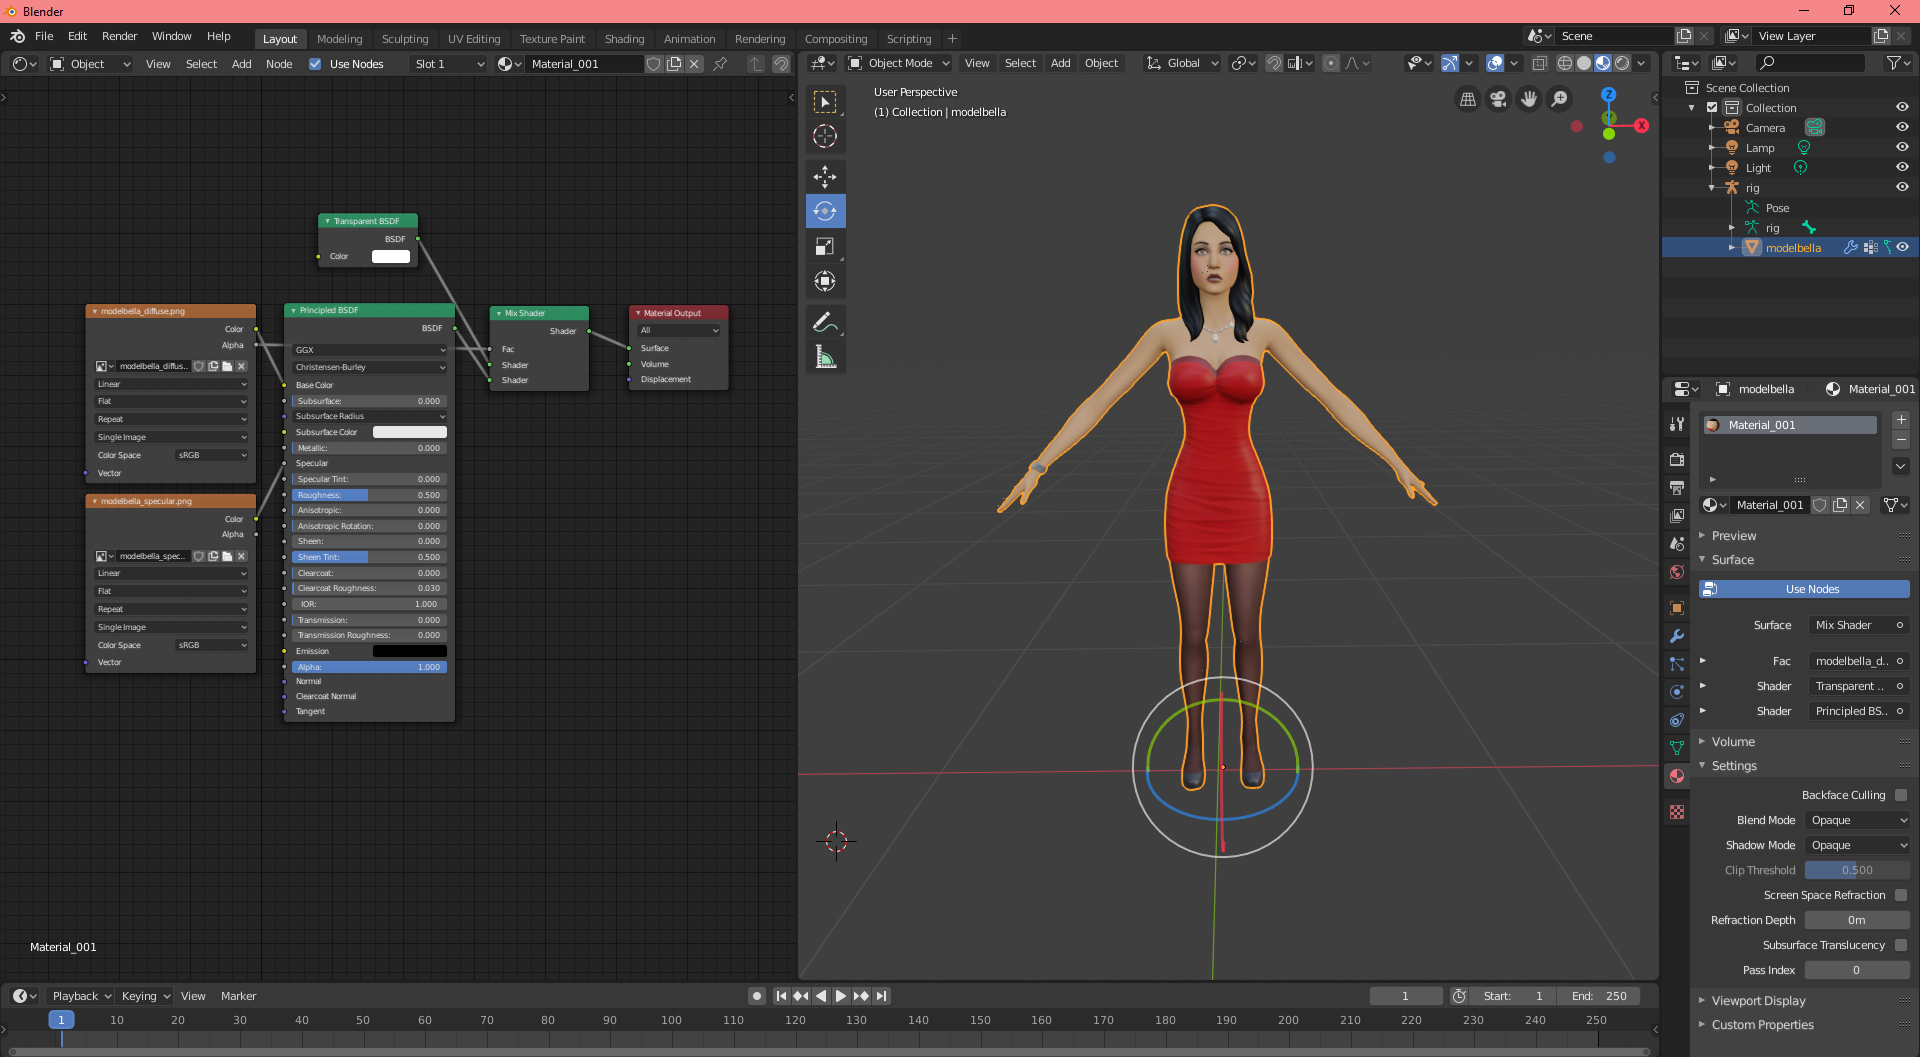 Blender
File Edit Render Window Help Layout Modeling Sculpting UV Editing Texture Paint Shading Animation Rendering Compositing Scripting + Scene View Layer
Object View Select Add Node Use Nodes Slot 1 Material_001
Object Mode View Select Add Object Global
User Perspective
(1) Collection | modelbella
Z
Y
X
Scene Collection
Collection
Camera
Lamp
Light
rig
Pose
rig
modelbella
Transparent BSDF
BSDF
Color
modelbella_diffuse.png
Color
Alpha
modelbella_diffus..
Linear
Flat
Repeat
Single Image
Color Space sRGB
Vector
modelbella_specular.png
Color
Alpha
modelbella_spec..
Linear
Flat
Repeat
Single Image
Color Space sRGB
Vector
Principled BSDF
BSDF
GGX
Christensen-Burley
Base Color
Subsurface: 0.000
Subsurface Radius
Subsurface Color
Metallic: 0.000
Specular
Specular Tint: 0.000
Roughness: 0.500
Anisotropic: 0.000
Anisotropic Rotation: 0.000
Sheen: 0.000
Sheen Tint: 0.500
Clearcoat: 0.000
Clearcoat Roughness: 0.030
IOR: 1.000
Transmission: 0.000
Transmission Roughness: 0.000
Emission
Alpha: 1.000
Normal
Clearcoat Normal
Tangent
Mix Shader
Shader
Fac
Shader
Shader
Material Output
All
Surface
Volume
Displacement
Material_001
modelbella Material_001
Material_001
Material_001
Preview
Surface
Use Nodes
Surface Mix Shader
Fac modelbella_d..
Shader Transparent ..
Shader Principled BS..
Volume
Settings
Backface Culling
Blend Mode Opaque
Shadow Mode Opaque
Clip Threshold 0.500
Screen Space Refraction
Refraction Depth 0m
Subsurface Translucency
Pass Index 0
Viewport Display
Custom Properties
Playback Keying View Marker 1 Start: 1 End: 250
1 10 20 30 40 50 60 70 80 90 100 110 120 130 140 150 160 170 180 190 200 210 220 230 240 250